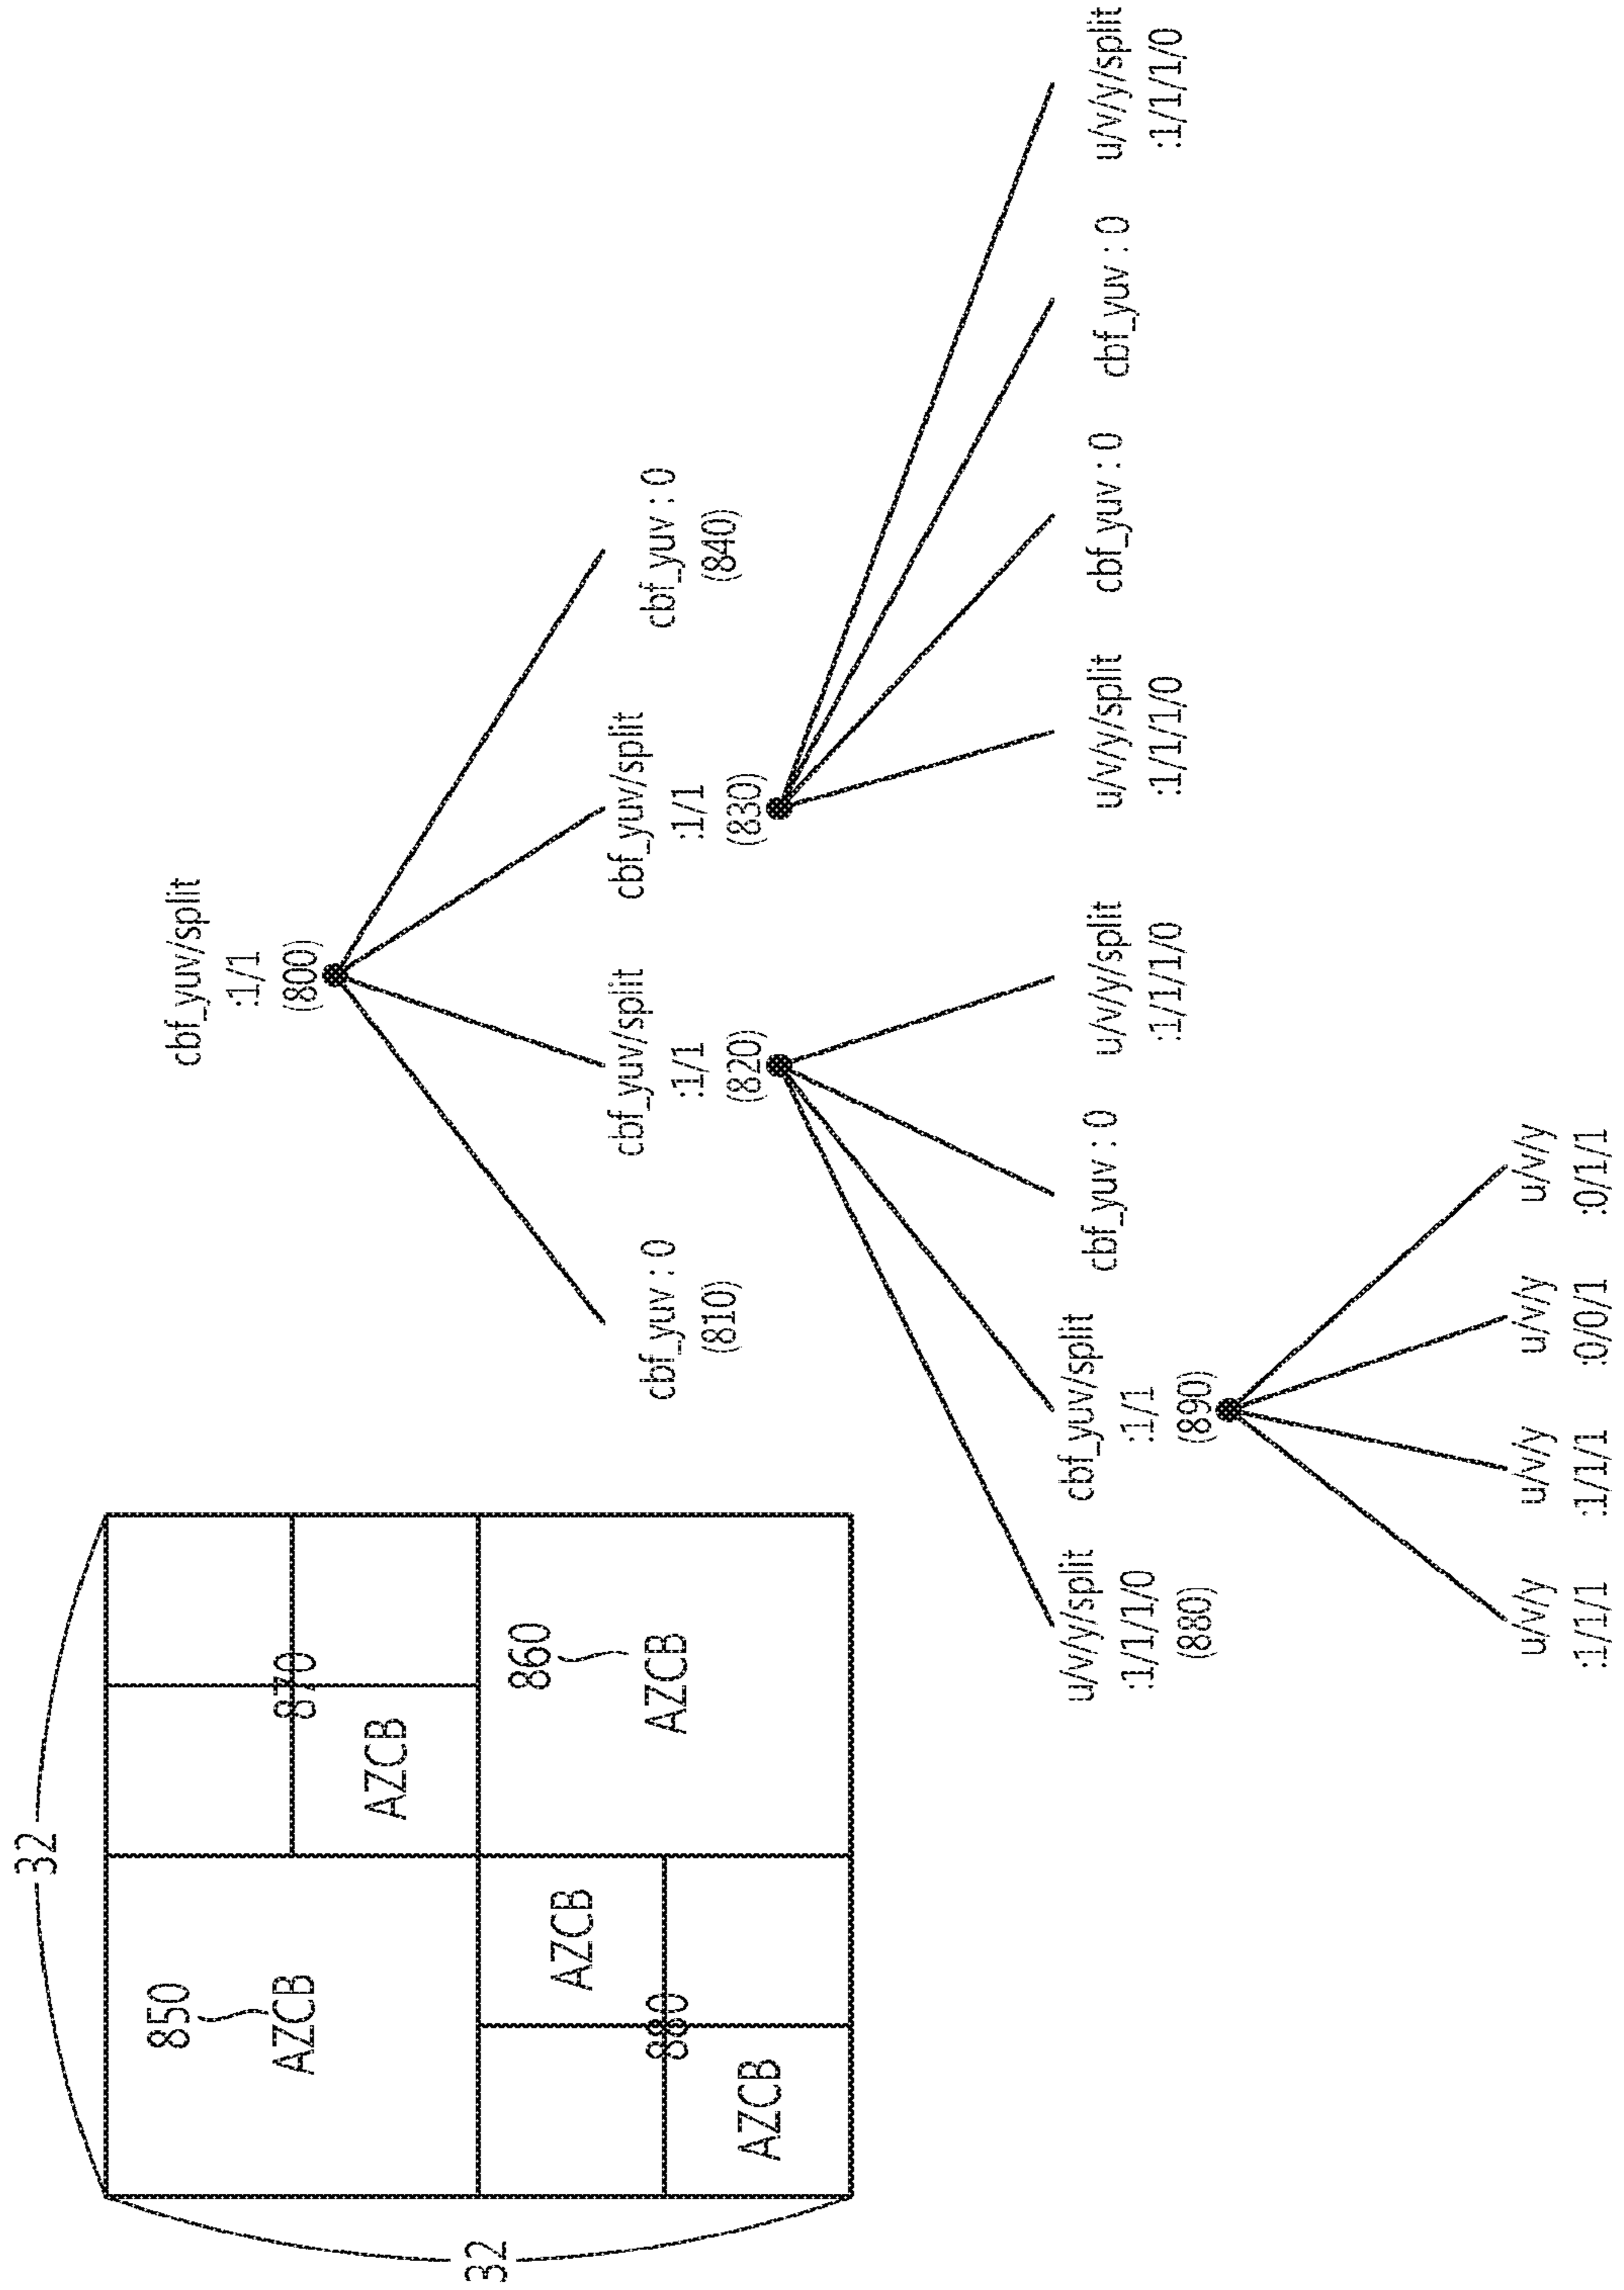 32
32
850
AZCB
870
AZCB
860
AZCB
AZCB
880
AZCB
cbf_yuv/split
:1/1
(800)
cbf_yuv : 0
(810)
cbf_yuv/split
:1/1
(820)
cbf_yuv/split
:1/1
(830)
cbf_yuv : 0
(840)
u/v/y/split
:1/1/1/0
(880)
cbf_yuv/split
:1/1
(890)
cbf_yuv : 0
u/v/y/split
:1/1/1/0
u/v/y/split
:1/1/1/0
cbf_yuv : 0
cbf_yuv : 0
u/v/y/split
:1/1/1/0
u/v/y
:1/1/1
u/v/y
:1/1/1
u/v/y
:0/0/1
u/v/y
:0/1/1